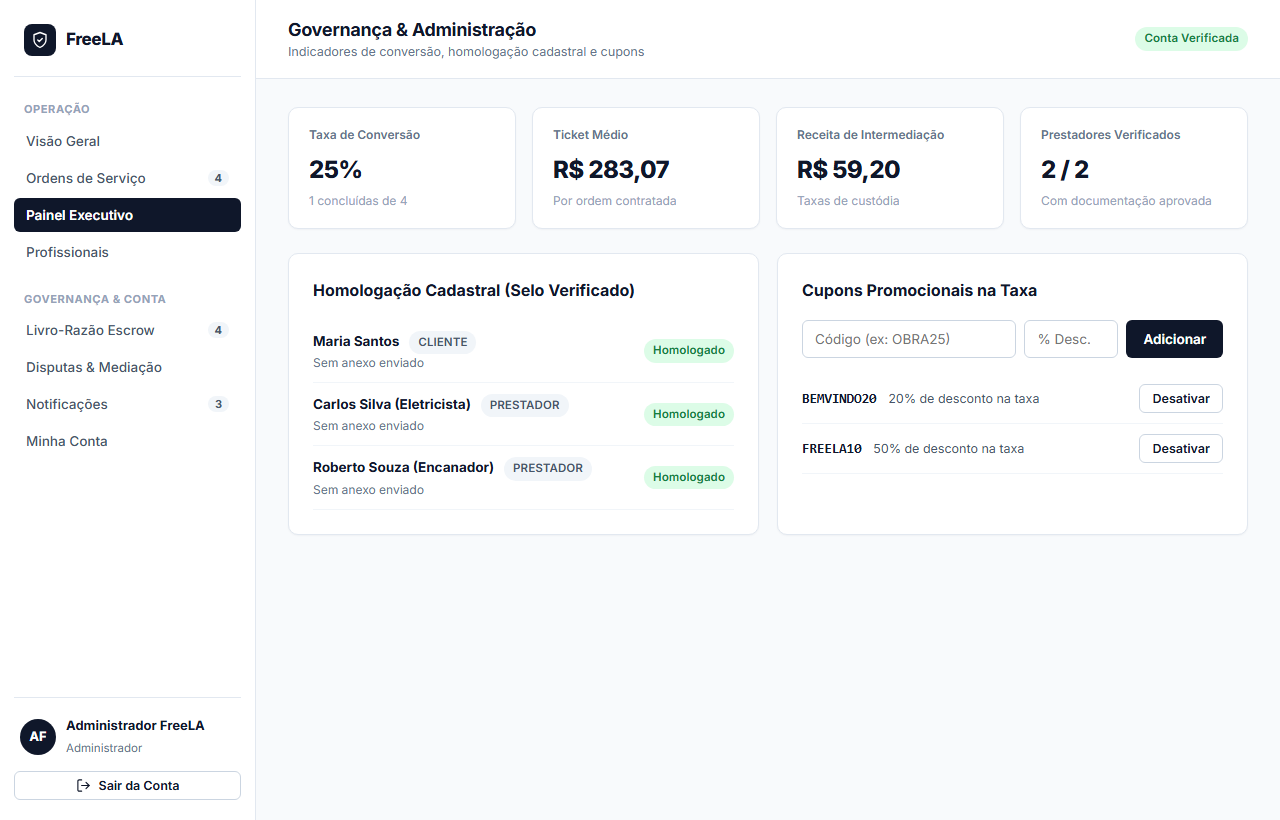 FreeLA
OPERAÇÃO
Visão Geral
Ordens de Serviço 4
Painel Executivo
Profissionais
GOVERNANÇA & CONTA
Livro-Razão Escrow 4
Disputas & Mediação
Notificações 3
Minha Conta
AF
Administrador FreeLA
Administrador
Sair da Conta
Governança & Administração
Indicadores de conversão, homologação cadastral e cupons
Conta Verificada
Taxa de Conversão
25%
1 concluídas de 4
Ticket Médio
R$ 283,07
Por ordem contratada
Receita de Intermediação
R$ 59,20
Taxas de custódia
Prestadores Verificados
2 / 2
Com documentação aprovada
Homologação Cadastral (Selo Verificado)
Maria Santos CLIENTE
Sem anexo enviado
Homologado
Carlos Silva (Eletricista) PRESTADOR
Sem anexo enviado
Homologado
Roberto Souza (Encanador) PRESTADOR
Sem anexo enviado
Homologado
Cupons Promocionais na Taxa
Código (ex: OBRA25) % Desc. Adicionar
BEMVINDO20 20% de desconto na taxa Desativar
FREELA10 50% de desconto na taxa Desativar